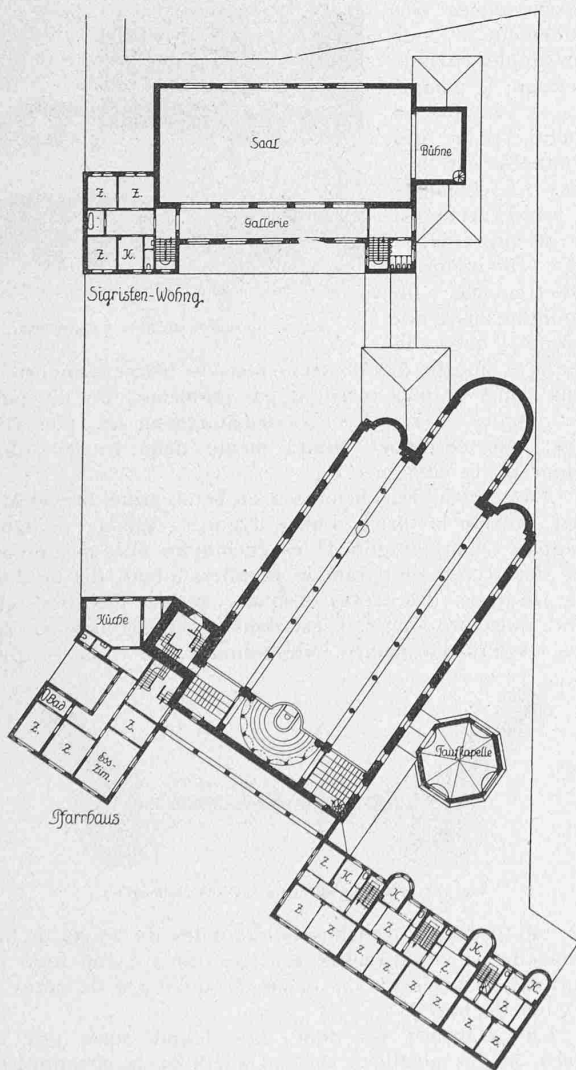 Saal
Bühne
Z. Z.
Gallerie
Z. K.
Sigristen-Wohng.
Küche
Bad
Z.
Z. Z.
Ess-
Zim.
Taufkapelle
Pfarrhaus
Z. K. K. K. K.
Z. Z. Z. Z.
Z. Z. Z. Z. Z. Z. Z. Z.